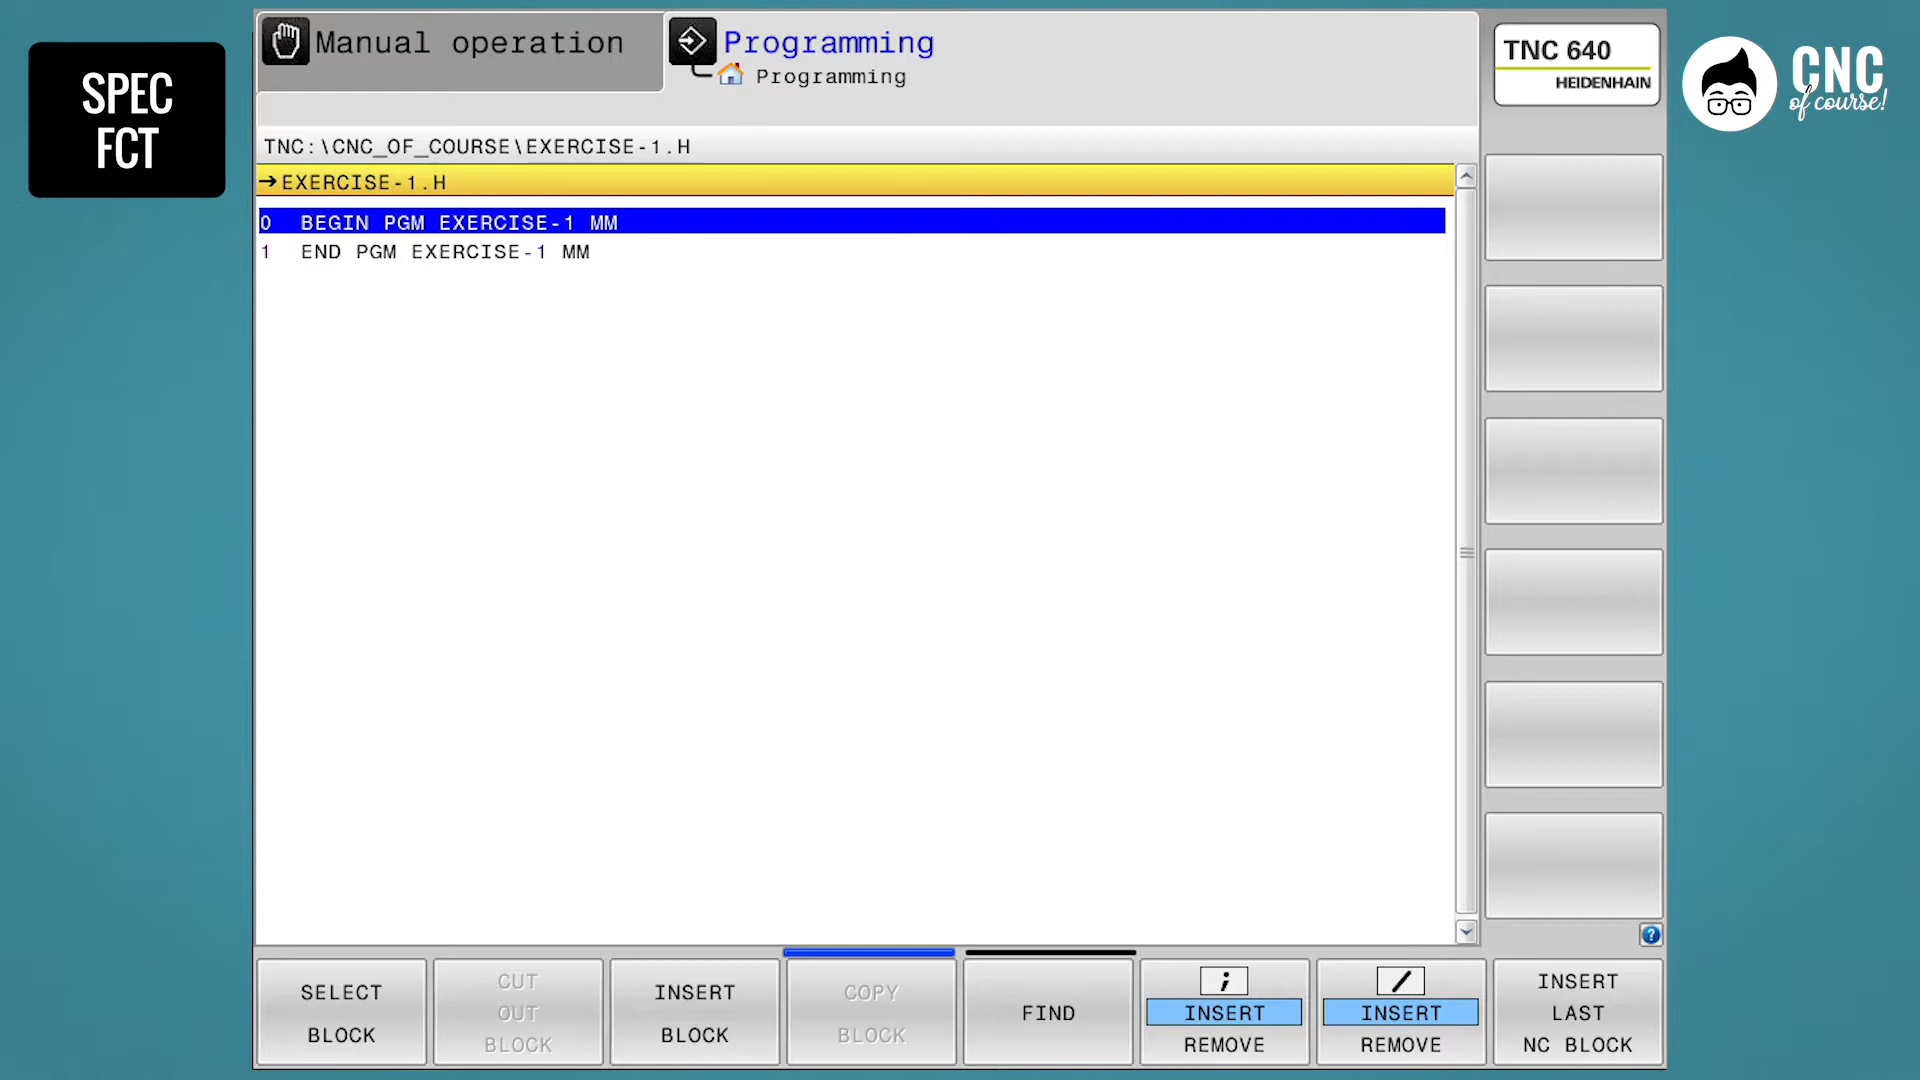 SPEC
FCT
Manual operation
Programming
Programming
TNC 640
HEIDENHAIN
CNC
of course!
TNC:\CNC_OF_COURSE\EXERCISE-1.H
→EXERCISE-1.H
0 BEGIN PGM EXERCISE-1 MM
1 END PGM EXERCISE-1 MM
SELECT
BLOCK
CUT
OUT
BLOCK
INSERT
BLOCK
COPY
BLOCK
FIND
;
INSERT
REMOVE
/
INSERT
REMOVE
INSERT
LAST
NC BLOCK
?